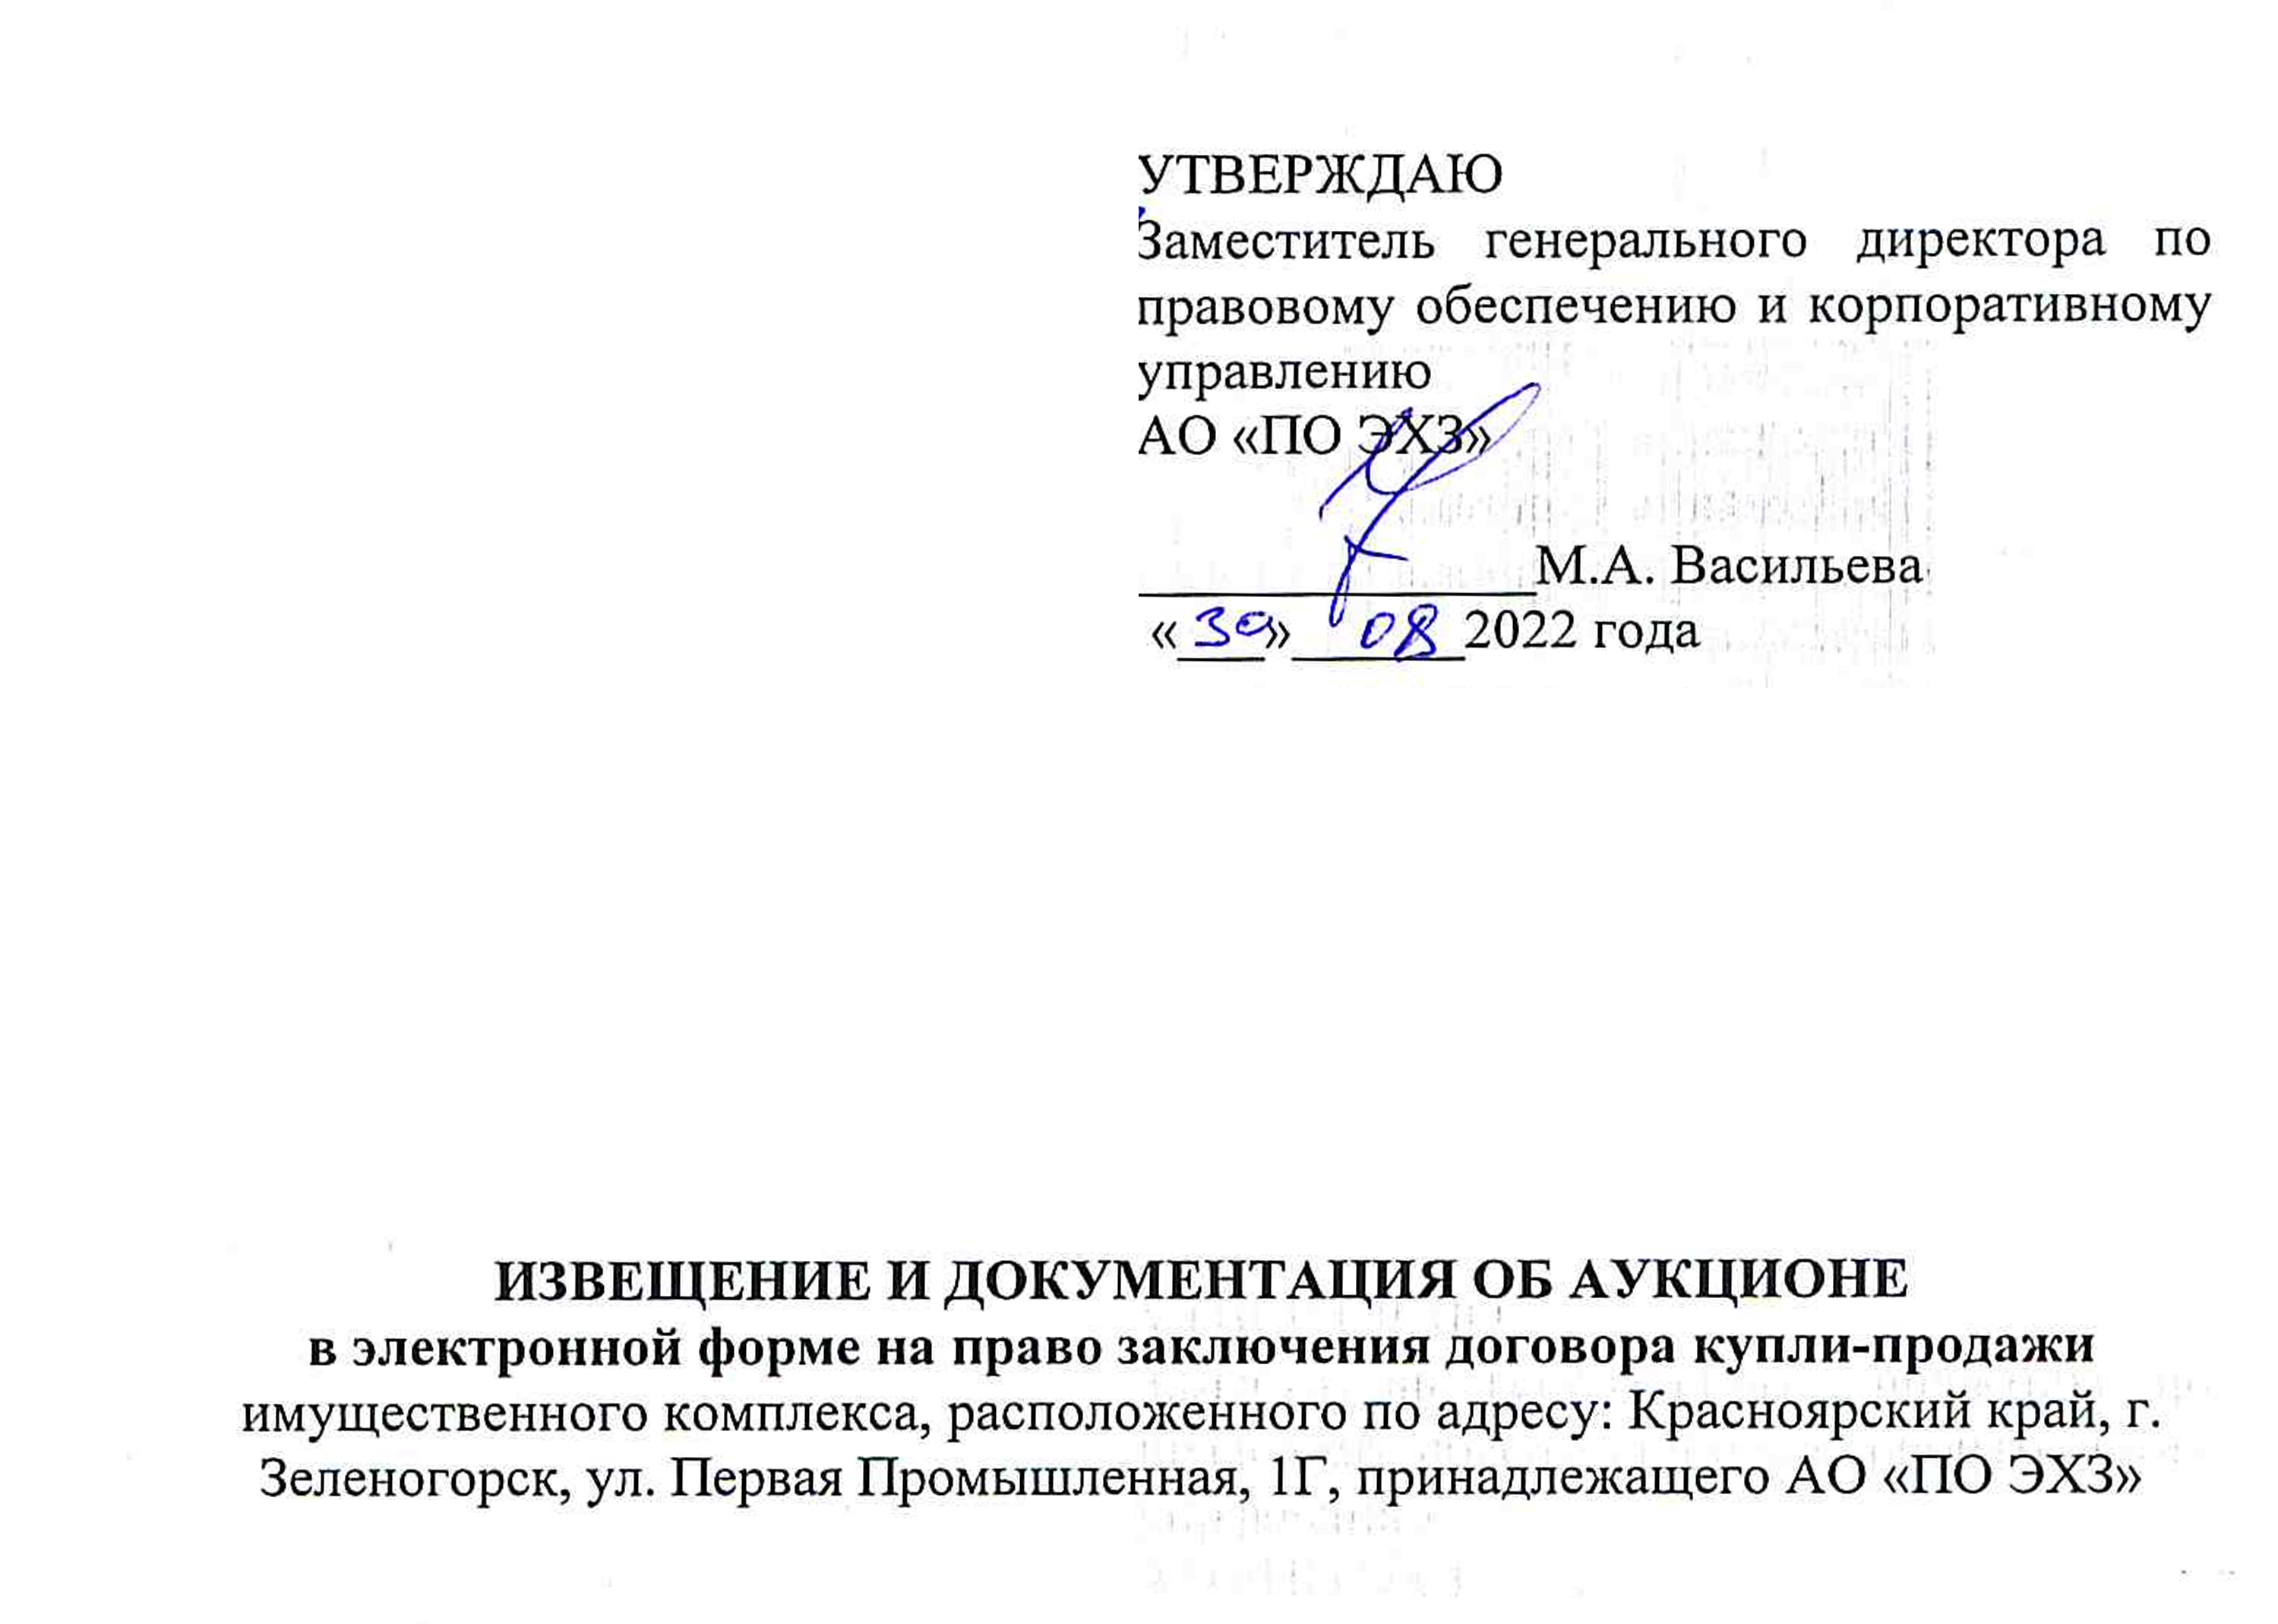 УТВЕРЖДАЮ
Заместитель генерального директора по
правовому обеспечению и корпоративному
управлению
АО «ПО ЭХЗ»
М.А. Васильева
«30» 08 2022 года
ИЗВЕЩЕНИЕ И ДОКУМЕНТАЦИЯ ОБ АУКЦИОНЕ
в электронной форме на право заключения договора купли-продажи
имущественного комплекса, расположенного по адресу: Красноярский край, г.
Зеленогорск, ул. Первая Промышленная, 1Г, принадлежащего АО «ПО ЭХЗ»